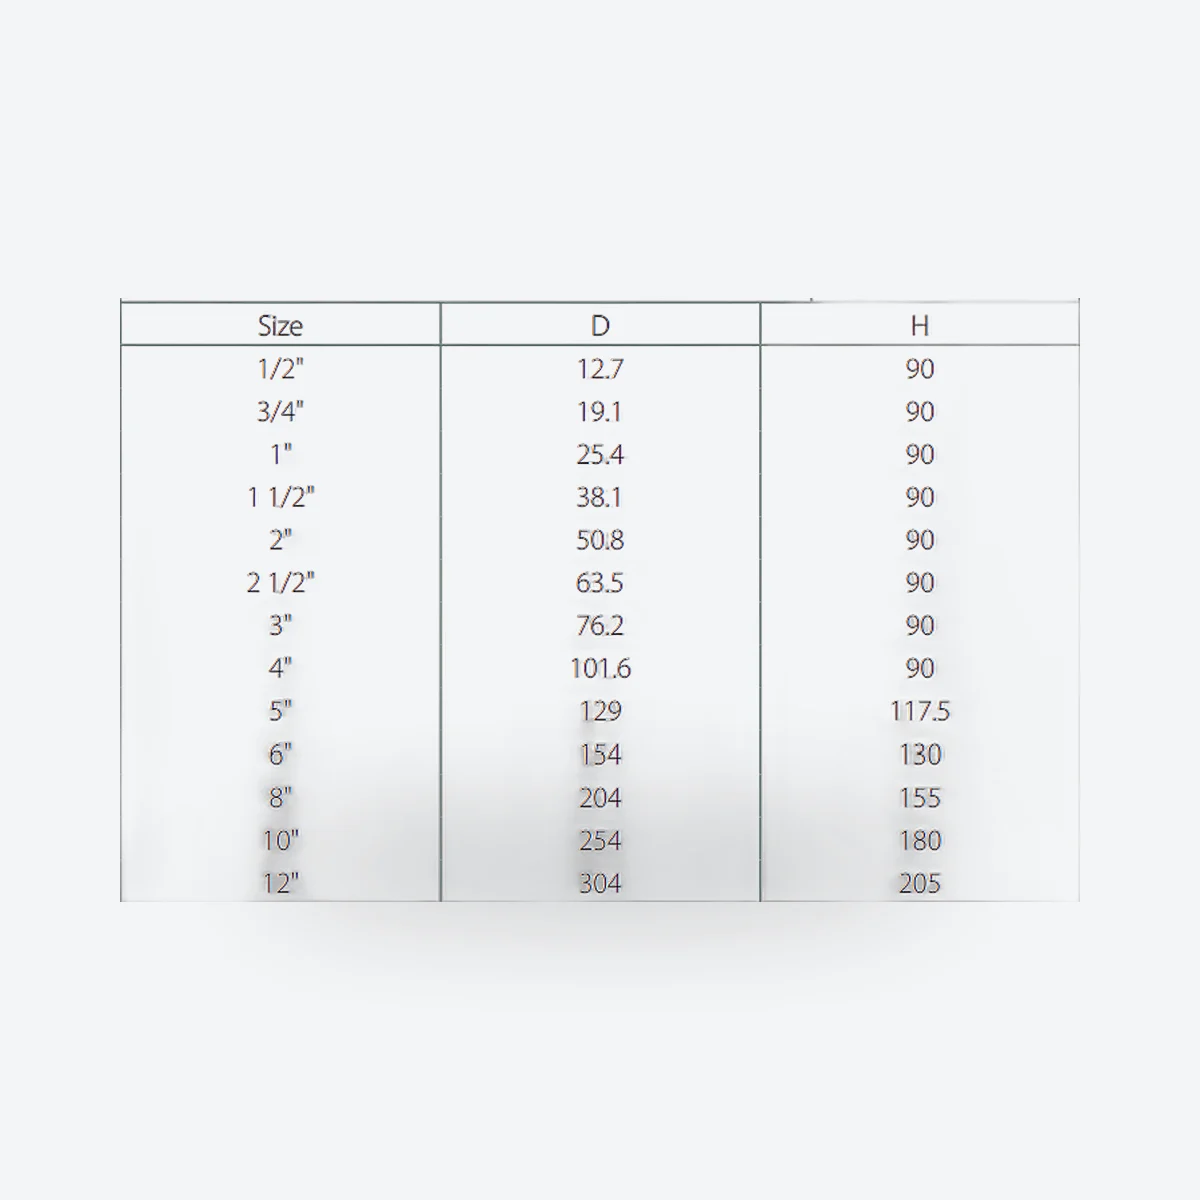 Size D H
1/2" 12.7 90
3/4" 19.1 90
1" 25.4 90
1 1/2" 38.1 90
2" 50.8 90
2 1/2" 63.5 90
3" 76.2 90
4" 101.6 90
5" 129 117.5
6" 154 130
8" 204 155
10" 254 180
12" 304 205